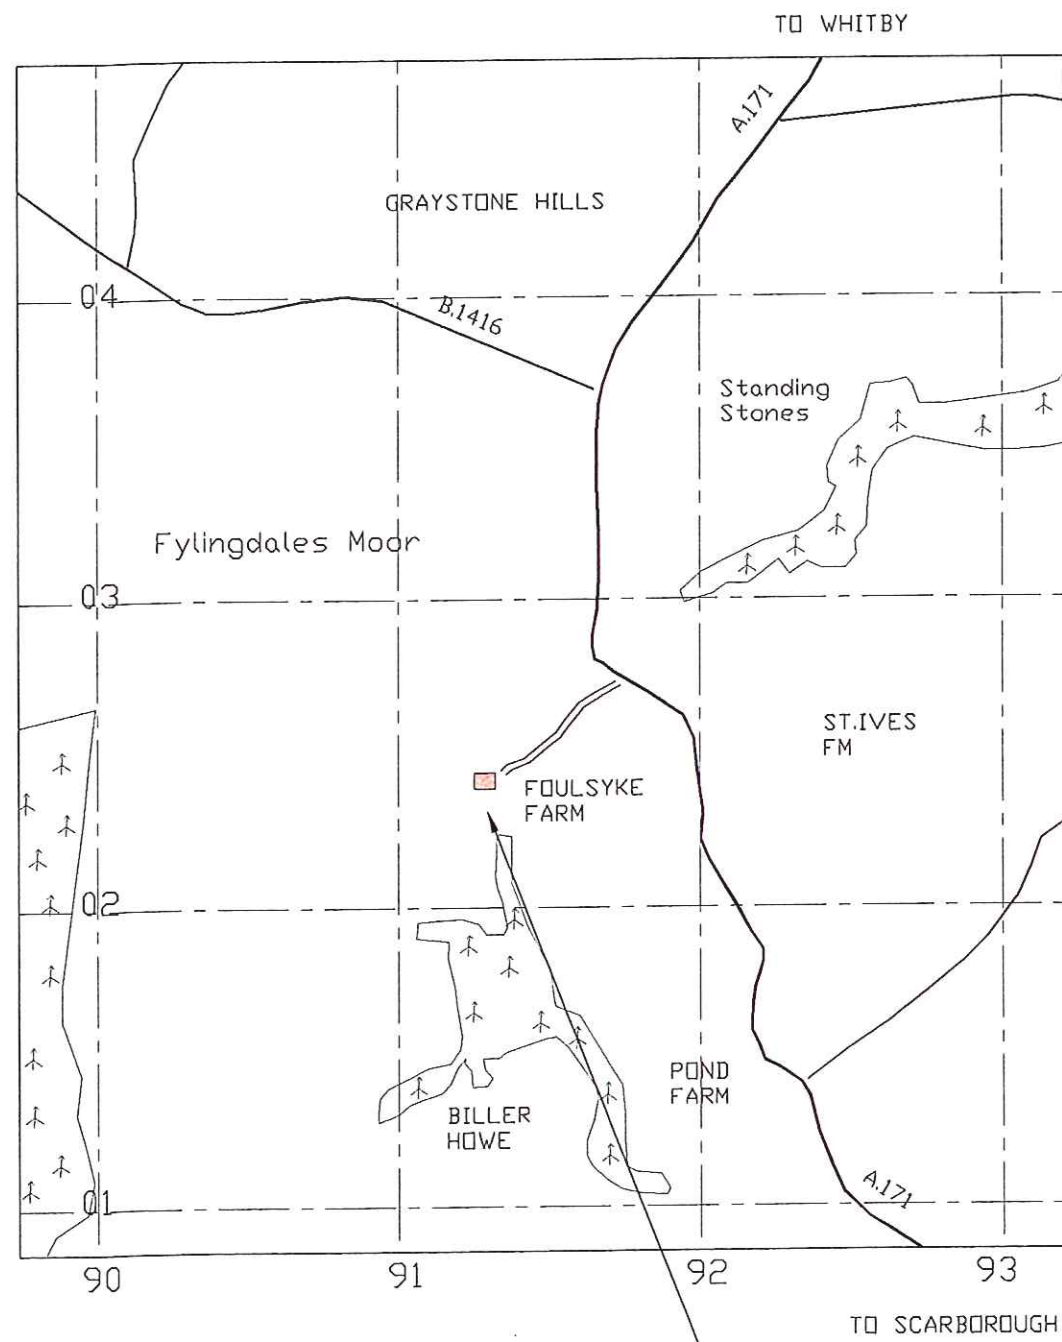 TO WHITBY
A.171
GRAYSTONE HILLS
04
B.1416
Standing
Stones
Fylingdales Moor
03
ST.IVES
FM
FOULSYKE
FARM
02
POND
FARM
BILLER
HOWE
A.171
01
90
91
92
93
TO SCARBOROUGH